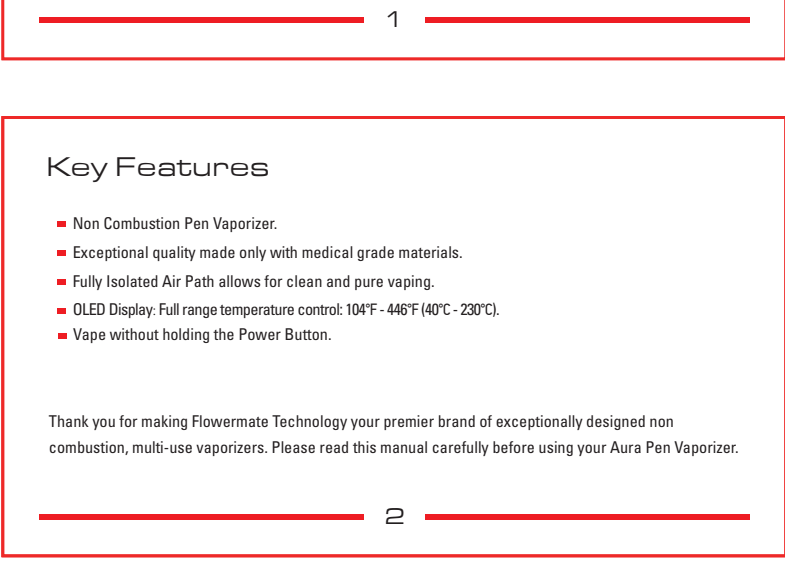 1
Key Features
Non Combustion Pen Vaporizer.
Exceptional quality made only with medical grade materials.
Fully Isolated Air Path allows for clean and pure vaping.
OLED Display: Full range temperature control: 104°F - 446°F (40°C - 230°C).
Vape without holding the Power Button.
Thank you for making Flowermate Technology your premier brand of exceptionally designed non
combustion, multi-use vaporizers. Please read this manual carefully before using your Aura Pen Vaporizer.
2